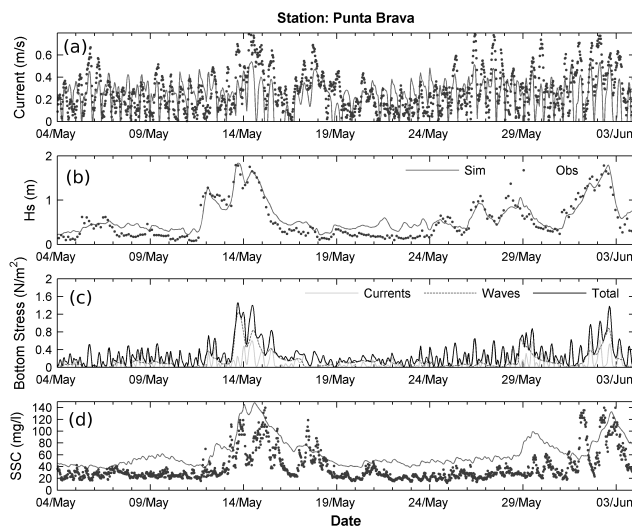 Station: Punta Brava
(a)
Current (m/s)
0.6
0.4
0.2
0
04/May 09/May 14/May 19/May 24/May 29/May 03/Jun
(b)
Sim Obs
Hs (m)
2
1
0
04/May 09/May 14/May 19/May 24/May 29/May 03/Jun
(c)
Currents Waves Total
Bottom Stress (N/m²)
2
1.6
1.2
0.8
0.4
0
04/May 09/May 14/May 19/May 24/May 29/May 03/Jun
(d)
SSC (mg/l)
140
120
100
80
60
40
20
0
04/May 09/May 14/May 19/May 24/May 29/May 03/Jun
Date